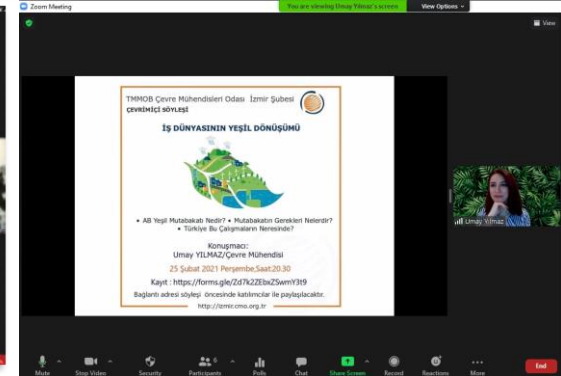 Zoom Meeting
You are viewing Umay Yılmaz's screen
View Options
View
TMMOB Çevre Mühendisleri Odası İzmir Şubesi
ÇEVRİMİÇİ SÖYLEŞİ
İŞ DÜNYASININ YEŞİL DÖNÜŞÜMÜ
• AB Yeşil Mutabakatı Nedir? • Mutabakatın Gerekleri Nelerdir?
• Türkiye Bu Çalışmaların Neresinde?
Konuşmacı:
Umay YILMAZ/Çevre Mühendisi
25 Şubat 2021 Perşembe,Saat:20.30
Kayıt : https://forms.gle/Zd7k2ZEbxZSwmY3t9
Bağlantı adresi söyleşi öncesinde katılımcılar ile paylaşılacaktır.
http://izmir.cmo.org.tr
Umay Yılmaz
Mute
Stop Video
Security
Participants
6
Polls
Chat
Share Screen
Record
Reactions
More
End